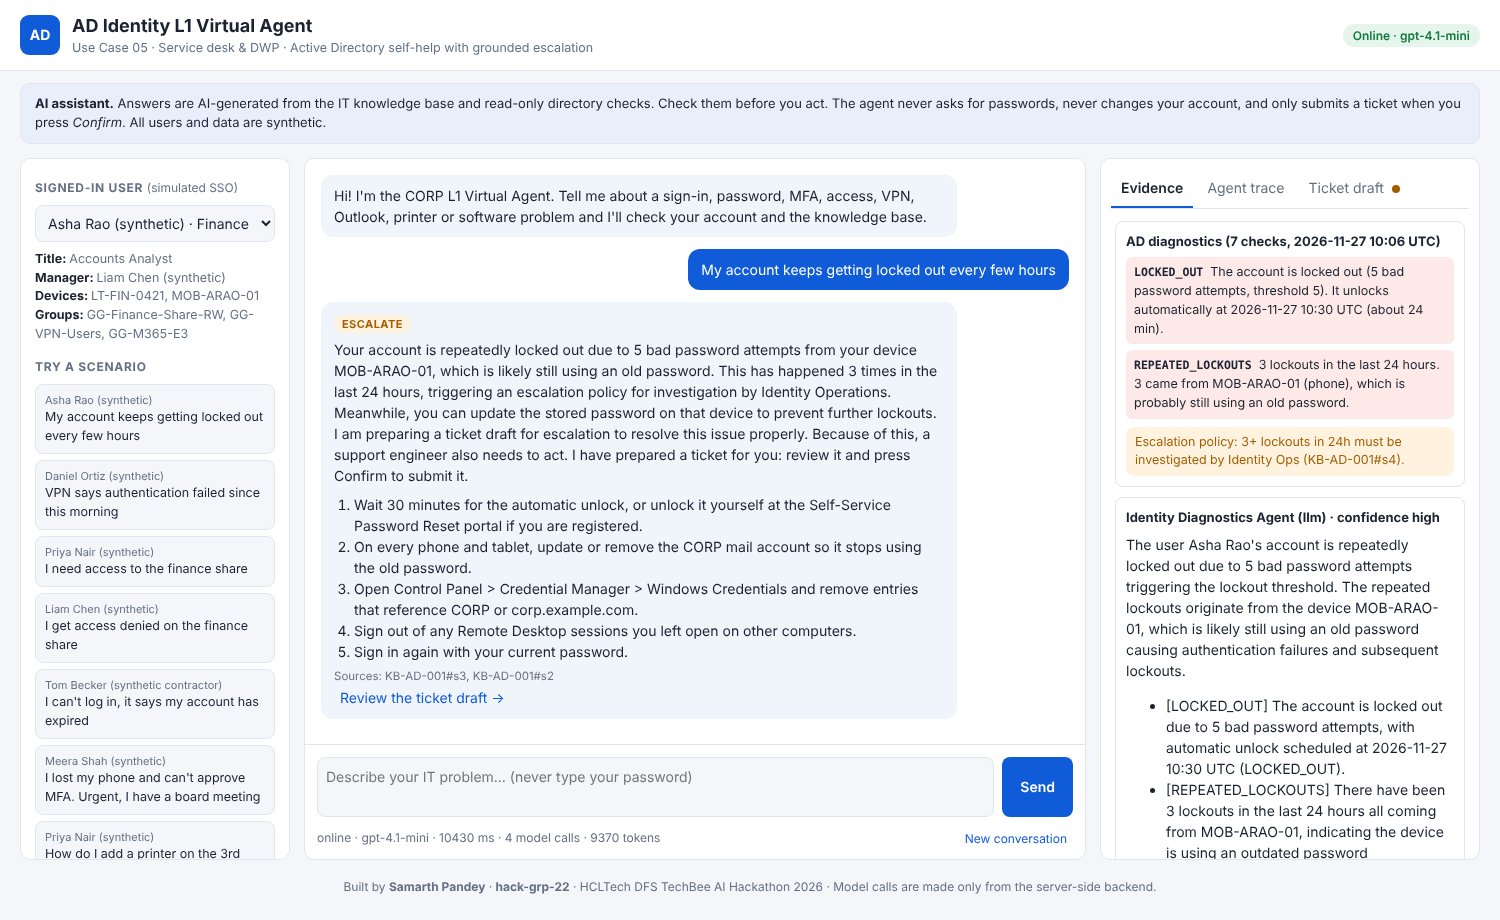 AD
AD Identity L1 Virtual Agent
Use Case 05 · Service desk & DWP · Active Directory self-help with grounded escalation
Online · gpt-4.1-mini
AI assistant. Answers are AI-generated from the IT knowledge base and read-only directory checks. Check them before you act. The agent never asks for passwords, never changes your account, and only submits a ticket when you
press Confirm. All users and data are synthetic.
SIGNED-IN USER (simulated SSO)
Asha Rao (synthetic) · Finance
Title: Accounts Analyst
Manager: Liam Chen (synthetic)
Devices: LT-FIN-0421, MOB-ARAO-01
Groups: GG-Finance-Share-RW, GG-
VPN-Users, GG-M365-E3
TRY A SCENARIO
Asha Rao (synthetic)
My account keeps getting locked out
every few hours
Daniel Ortiz (synthetic)
VPN says authentication failed since
this morning
Priya Nair (synthetic)
I need access to the finance share
Liam Chen (synthetic)
I get access denied on the finance
share
Tom Becker (synthetic contractor)
I can't log in, it says my account has
expired
Meera Shah (synthetic)
I lost my phone and can't approve
MFA. Urgent, I have a board meeting
Priya Nair (synthetic)
How do I add a printer on the 3rd
Hi! I'm the CORP L1 Virtual Agent. Tell me about a sign-in, password, MFA, access, VPN,
Outlook, printer or software problem and I'll check your account and the knowledge base.
My account keeps getting locked out every few hours
ESCALATE
Your account is repeatedly locked out due to 5 bad password attempts from your device
MOB-ARAO-01, which is likely still using an old password. This has happened 3 times in the
last 24 hours, triggering an escalation policy for investigation by Identity Operations.
Meanwhile, you can update the stored password on that device to prevent further lockouts.
I am preparing a ticket draft for escalation to resolve this issue properly. Because of this, a
support engineer also needs to act. I have prepared a ticket for you: review it and press
Confirm to submit it.
1. Wait 30 minutes for the automatic unlock, or unlock it yourself at the Self-Service
Password Reset portal if you are registered.
2. On every phone and tablet, update or remove the CORP mail account so it stops using
the old password.
3. Open Control Panel > Credential Manager > Windows Credentials and remove entries
that reference CORP or corp.example.com.
4. Sign out of any Remote Desktop sessions you left open on other computers.
5. Sign in again with your current password.
Sources: KB-AD-001#s3, KB-AD-001#s2
Review the ticket draft →
Describe your IT problem... (never type your password)
Send
online · gpt-4.1-mini · 10430 ms · 4 model calls · 9370 tokens
New conversation
Evidence
Agent trace
Ticket draft
AD diagnostics (7 checks, 2026-11-27 10:06 UTC)
LOCKED_OUT The account is locked out (5 bad
password attempts, threshold 5). It unlocks
automatically at 2026-11-27 10:30 UTC (about 24
min).
REPEATED_LOCKOUTS 3 lockouts in the last 24 hours.
3 came from MOB-ARAO-01 (phone), which is
probably still using an old password.
Escalation policy: 3+ lockouts in 24h must be
investigated by Identity Ops (KB-AD-001#s4).
Identity Diagnostics Agent (llm) · confidence high
The user Asha Rao's account is repeatedly
locked out due to 5 bad password attempts
triggering the lockout threshold. The repeated
lockouts originate from the device MOB-ARAO-
01, which is likely still using an old password
causing authentication failures and subsequent
lockouts.
• [LOCKED_OUT] The account is locked out
due to 5 bad password attempts, with
automatic unlock scheduled at 2026-11-27
10:30 UTC (LOCKED_OUT).
• [REPEATED_LOCKOUTS] There have been
3 lockouts in the last 24 hours all coming
from MOB-ARAO-01, indicating the device
is using an outdated password
Built by Samarth Pandey · hack-grp-22 · HCLTech DFS TechBee AI Hackathon 2026 · Model calls are made only from the server-side backend.